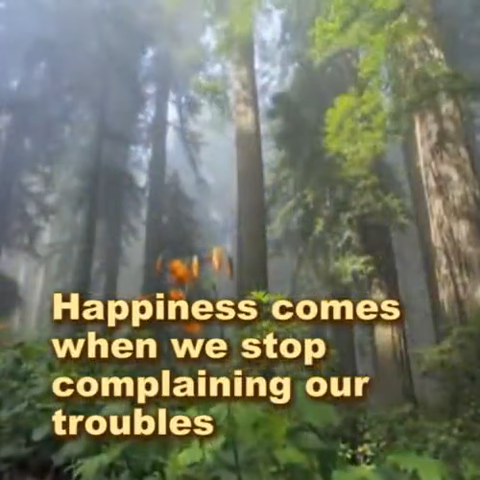 Happiness comes
when we stop
complaining our
troubles